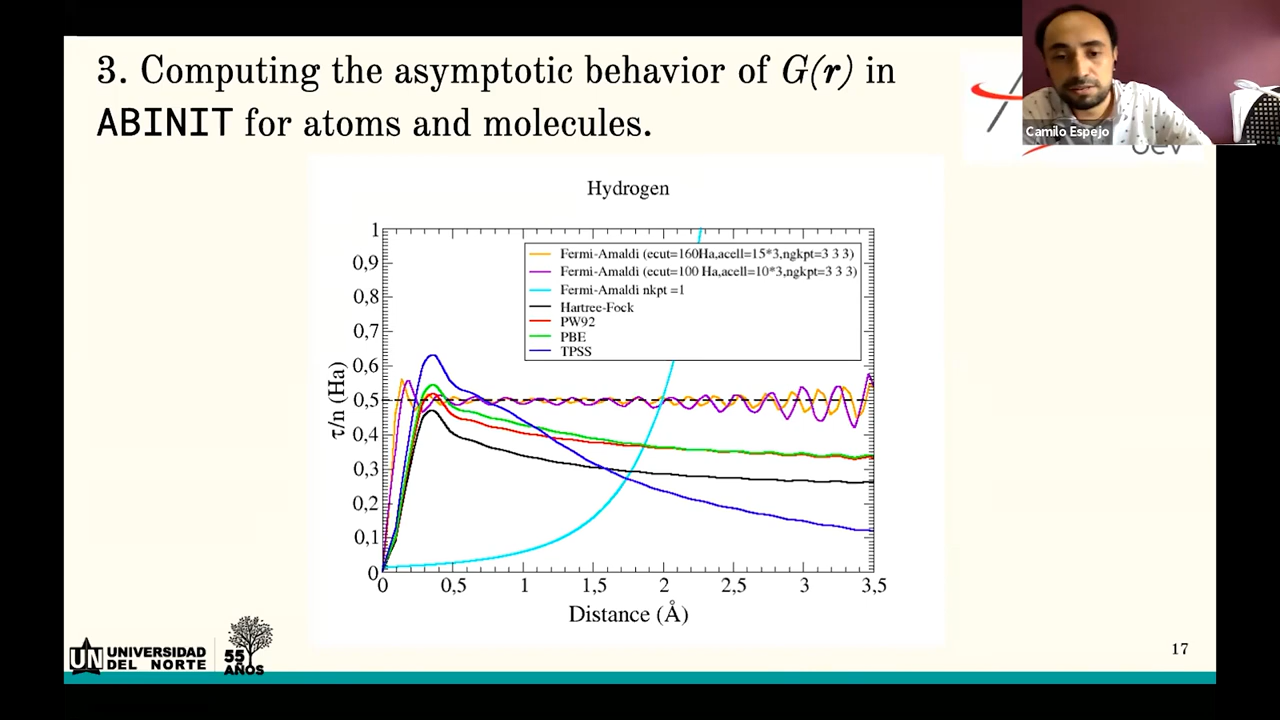 3. Computing the asymptotic behavior of G(r) in
ABINIT for atoms and molecules.
Camilo Espejo
Hydrogen
Fermi-Amaldi (ecut=160Ha,acell=15*3,ngkpt=3 3 3)
Fermi-Amaldi (ecut=100 Ha,acell=10*3,ngkpt=3 3 3)
Fermi-Amaldi nkpt =1
Hartree-Fock
PW92
PBE
TPSS
τ/n (Ha)
1
0,9
0,8
0,7
0,6
0,5
0,4
0,3
0,2
0,1
0
0 0,5 1 1,5 2 2,5 3 3,5
Distance (Å)
UN UNIVERSIDAD
DEL NORTE
55
AÑOS
17